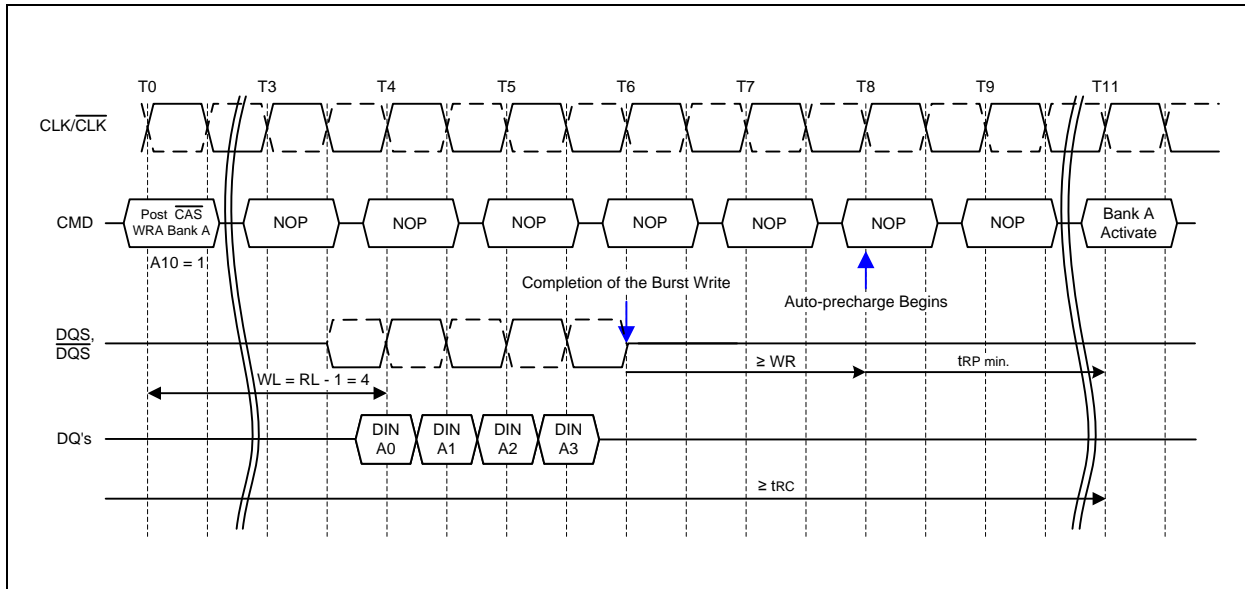 T0 T3 T4 T5 T6 T7 T8 T9 T11
CLK/CLK
CMD
Post CAS
WRA Bank A
NOP NOP NOP NOP NOP NOP NOP
Bank A
Activate
A10 = 1
Completion of the Burst Write
Auto-precharge Begins
DQS,
DQS
≥ WR
tRP min.
WL = RL - 1 = 4
DQ's
DIN
A0
DIN
A1
DIN
A2
DIN
A3
≥ tRC